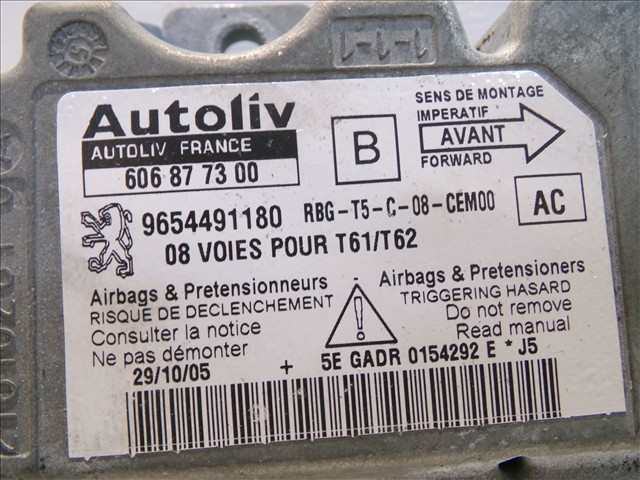 1-1-1
Autoliv
AUTOLIV FRANCE
606 87 73 00
B
SENS DE MONTAGE
IMPERATIF
AVANT
FORWARD
9654491180 RBG-T5-C-08-CEM00
AC
08 VOIES POUR T61/T62
Airbags & Pretensionneurs
RISQUE DE DECLENCHEMENT
Consulter la notice
Ne pas démonter
Airbags & Pretensioners
TRIGGERING HASARD
Do not remove
Read manual
29/10/05 + 5E GADR 0154292 E * J5